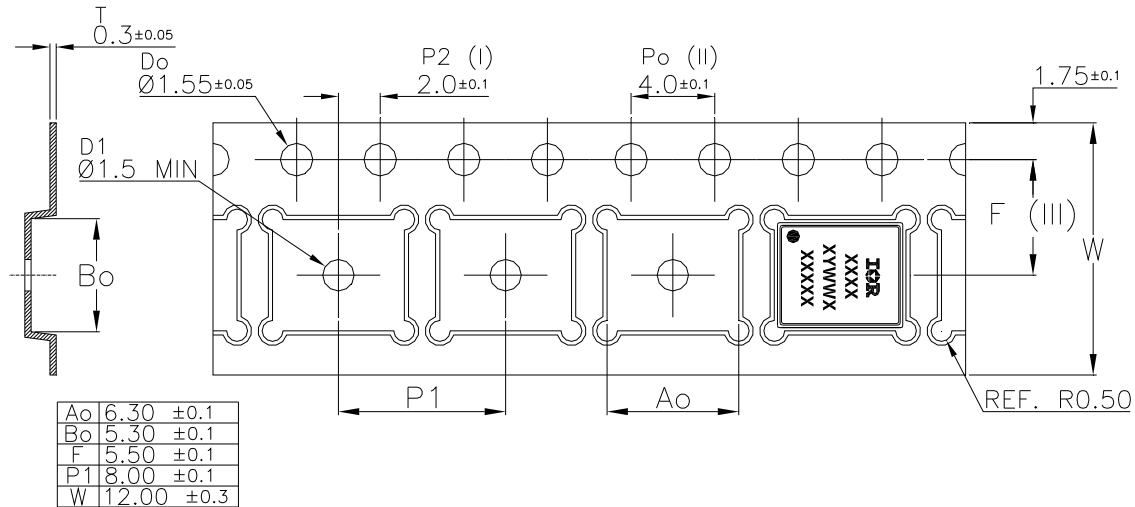 T
0.3±0.05
Do
Ø1.55±0.05
P2 (I)
2.0±0.1
Po (II)
4.0±0.1
1.75±0.1
D1
Ø1.5 MIN
F (III)
W
Bo
IOR
XXXX
XYWWX
XXXXX
P1
Ao
REF. R0.50
Ao 6.30 ±0.1
Bo 5.30 ±0.1
F 5.50 ±0.1
P1 8.00 ±0.1
W 12.00 ±0.3